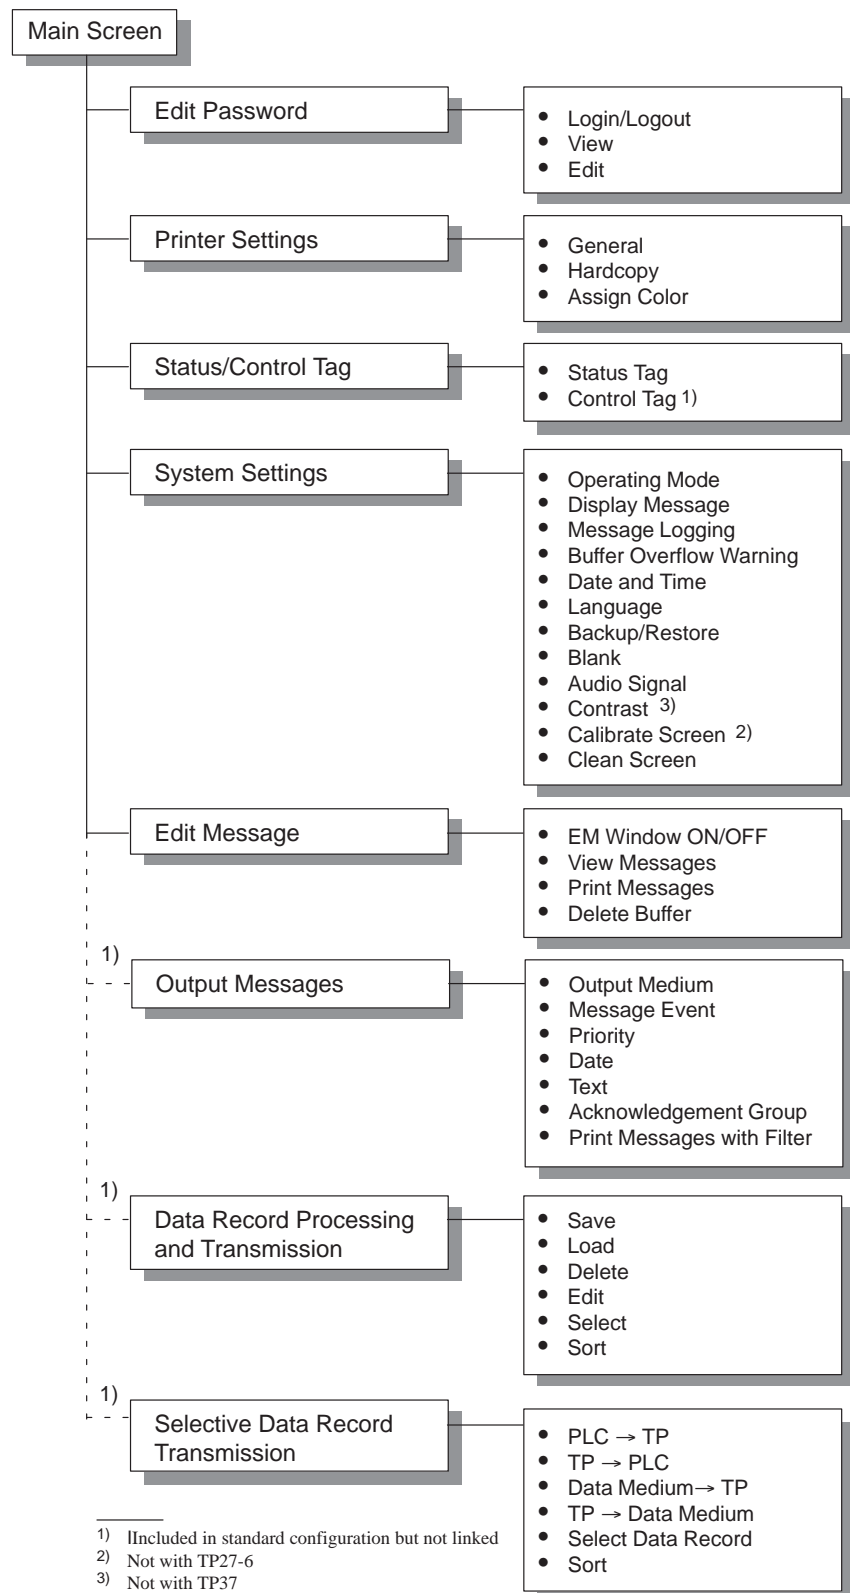 Main Screen
Edit Password
• Login/Logout
• View
• Edit
Printer Settings
• General
• Hardcopy
• Assign Color
Status/Control Tag
• Status Tag
• Control Tag 1)
System Settings
• Operating Mode
• Display Message
• Message Logging
• Buffer Overflow Warning
• Date and Time
• Language
• Backup/Restore
• Blank
• Audio Signal
• Contrast 3)
• Calibrate Screen 2)
• Clean Screen
Edit Message
• EM Window ON/OFF
• View Messages
• Print Messages
• Delete Buffer
1)
Output Messages
• Output Medium
• Message Event
• Priority
• Date
• Text
• Acknowledgement Group
• Print Messages with Filter
1)
Data Record Processing
and Transmission
• Save
• Load
• Delete
• Edit
• Select
• Sort
1)
Selective Data Record
Transmission
• PLC → TP
• TP → PLC
• Data Medium→ TP
• TP → Data Medium
• Select Data Record
• Sort
1) IIncluded in standard configuration but not linked
2) Not with TP27-6
3) Not with TP37